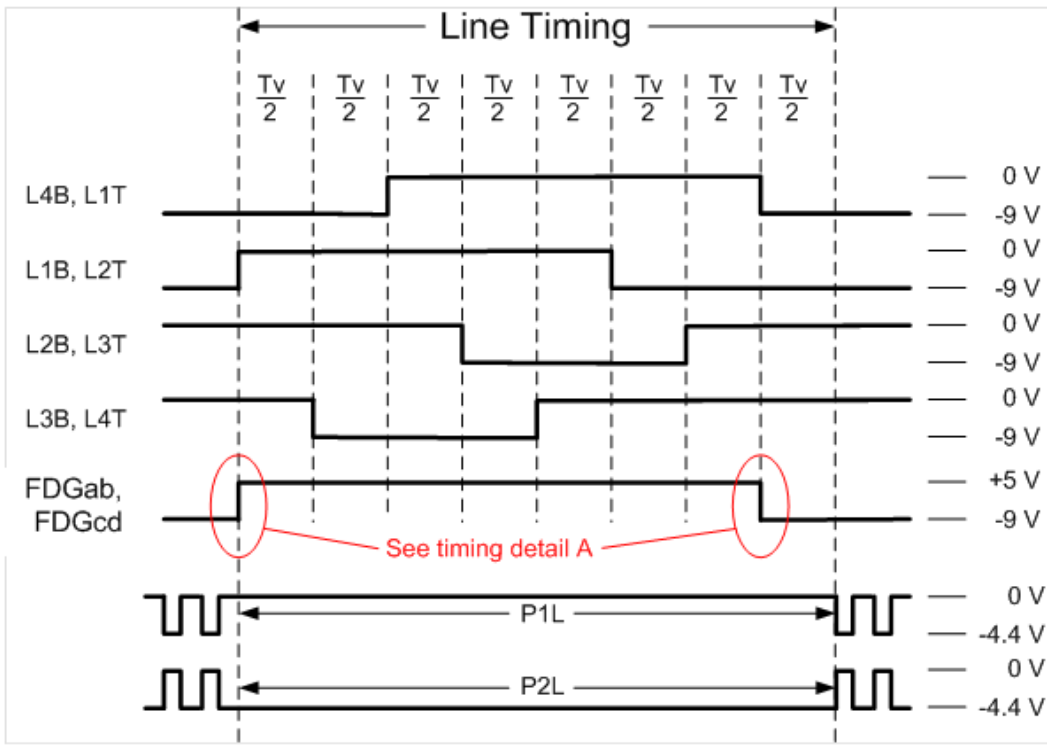 Line Timing
Tv/2 Tv/2 Tv/2 Tv/2 Tv/2 Tv/2 Tv/2 Tv/2
L4B, L1T
0 V
-9 V
L1B, L2T
0 V
-9 V
L2B, L3T
0 V
-9 V
L3B, L4T
0 V
-9 V
FDGab,
FDGcd
+5 V
-9 V
See timing detail A
P1L
0 V
-4.4 V
P2L
0 V
-4.4 V